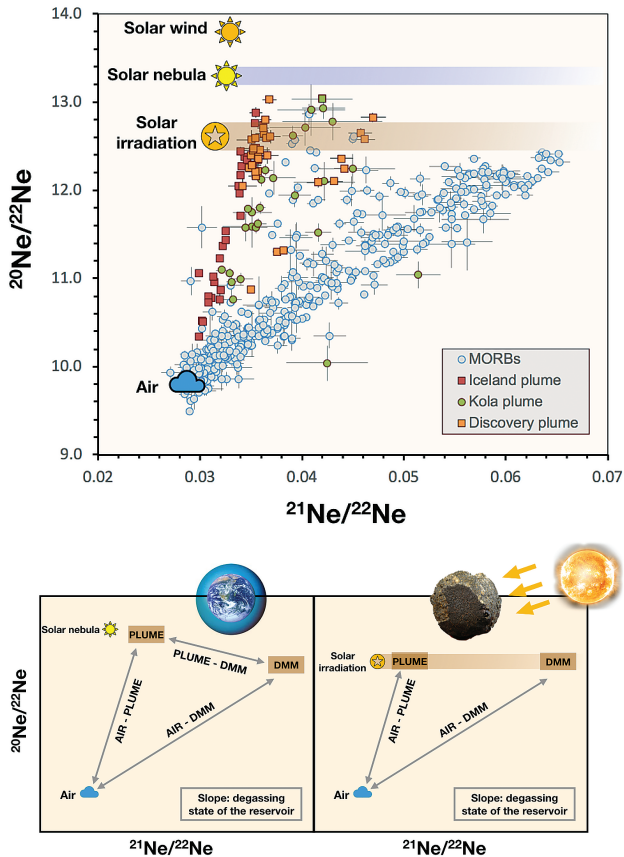 14.0
13.0
12.0
11.0
10.0
9.0
20Ne/22Ne
Solar wind
Solar nebula
Solar
irradiation
Air
MORBs
Iceland plume
Kola plume
Discovery plume
0.02
0.03
0.04
0.05
0.06
0.07
21Ne/22Ne
20Ne/22Ne
Solar nebula
PLUME
PLUME - DMM
DMM
AIR - PLUME
AIR - DMM
Air
Slope: degassing
state of the reservoir
21Ne/22Ne
Solar
irradiation
PLUME
DMM
AIR - PLUME
AIR - DMM
Air
Slope: degassing
state of the reservoir
21Ne/22Ne